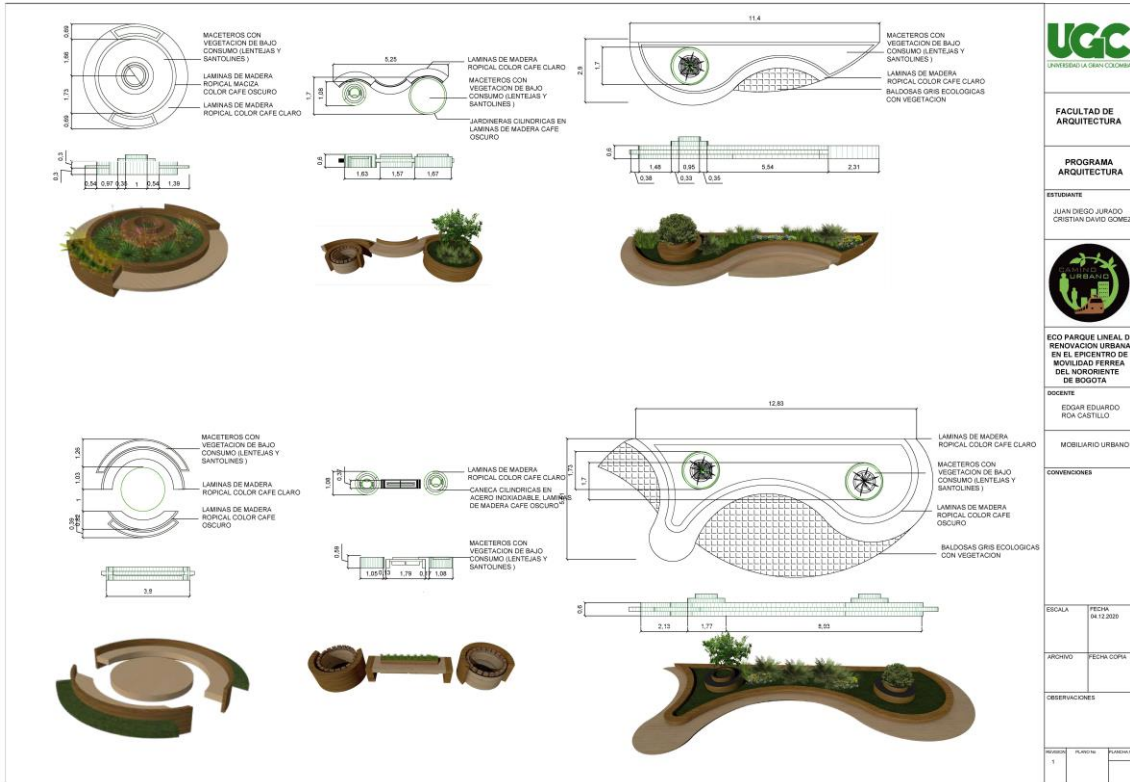 11,4
0,69
1,66
1,73
0,69
MACETEROS CON
VEGETACION DE BAJO
CONSUMO (LENTEJAS Y
SANTOLINES )
LAMINAS DE MADERA
ROPICAL MACIZA
COLOR CAFE OSCURO
LAMINAS DE MADERA
ROPICAL COLOR CAFE CLARO
0,3
0,3
0,54
0,97
0,35
1
0,54
1,39
5,25
1,7
1,08
LAMINAS DE MADERA
ROPICAL COLOR CAFE CLARO
MACETEROS CON
VEGETACION DE BAJO
CONSUMO (LENTEJAS Y
SANTOLINES )
JARDINERAS CILINDRICAS EN
LAMINAS DE MADERA CAFE
OSCURO
0,6
1,63
1,57
1,67
2,9
1,7
MACETEROS CON
VEGETACION DE BAJO
CONSUMO (LENTEJAS Y
SANTOLINES )
LAMINAS DE MADERA
ROPICAL COLOR CAFE CLARO
BALDOSAS GRIS ECOLOGICAS
CON VEGETACION
0,6
1,48
0,95
5,54
2,31
0,38
0,33
0,35
1,26
1,03
1
MACETEROS CON
VEGETACION DE BAJO
CONSUMO (LENTEJAS Y
SANTOLINES )
LAMINAS DE MADERA
ROPICAL COLOR CAFE CLARO
LAMINAS DE MADERA
ROPICAL COLOR CAFE
OSCURO
3,8
1,08
0,32
LAMINAS DE MADERA
ROPICAL COLOR CAFE CLARO
CANECA CILINDRICAS EN
ACERO INOXIADABLE, LAMINAS
DE MADERA CAFE OSCURO
MACETEROS CON
VEGETACION DE BAJO
CONSUMO (LENTEJAS Y
SANTOLINES )
0,59
1,05
0,13
1,79
0,17
1,08
12,83
1,73
1,7
LAMINAS DE MADERA
ROPICAL COLOR CAFE CLARO
MACETEROS CON
VEGETACION DE BAJO
CONSUMO (LENTEJAS Y
SANTOLINES )
LAMINAS DE MADERA
ROPICAL COLOR CAFE
OSCURO
BALDOSAS GRIS ECOLOGICAS
CON VEGETACION
0,6
2,13
1,77
UGC
UNIVERSIDAD LA GRAN COLOMBIA
FACULTAD DE
ARQUITECTURA
PROGRAMA
ARQUITECTURA
ESTUDIANTE
JUAN DIEGO JURADO
CRISTIAN DAVID GOMEZ
CAMINO
URBANO
ECO PARQUE LINEAL D
RENOVACION URBANA
EN EL EPICENTRO DE
MOVILIDAD FERREA
DEL NORORIENTE
DE BOGOTA
DOCENTE
EDGAR EDUARDO
ROA CASTILLO
MOBILIARIO URBANO
CONVENCIONES
ESCALA
FECHA
04.12.2020
ARCHIVO
FECHA COPIA
OBSERVACIONES
REVISION
PLANO No
PLANCHA
1